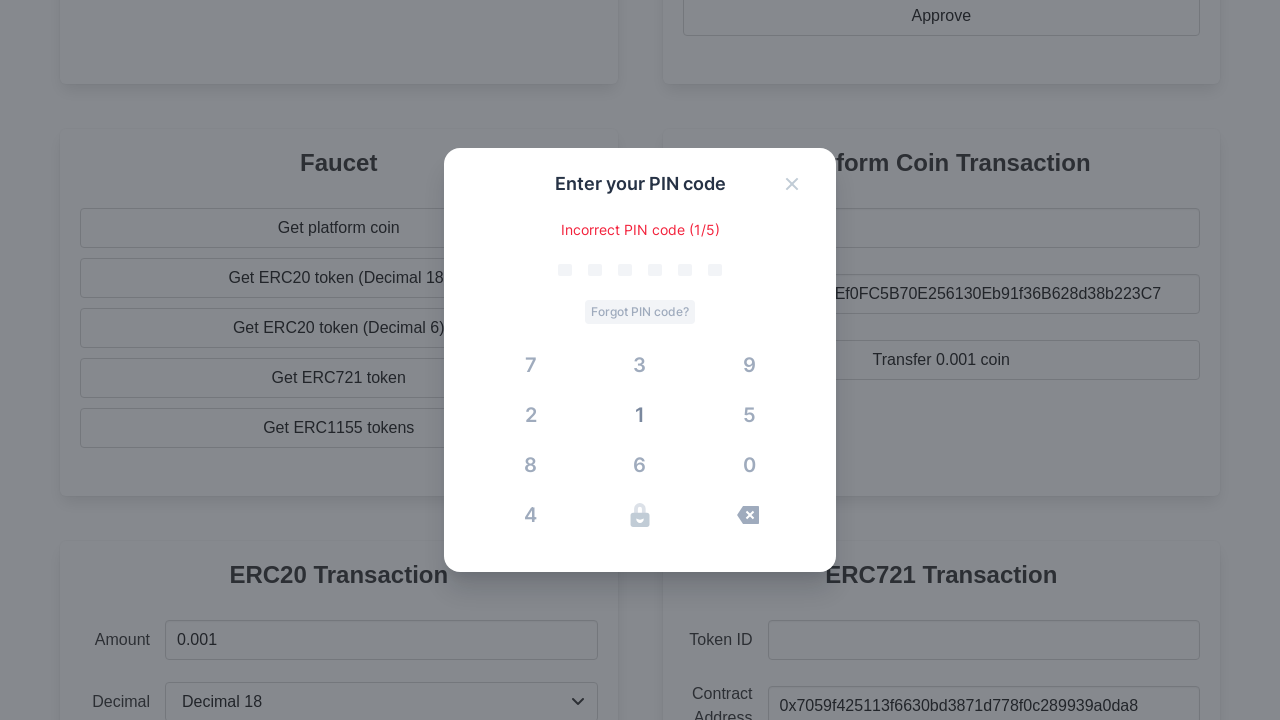 Approve
Faucet
Get platform coin
Get ERC20 token (Decimal 18
Get ERC20 token (Decimal 6)
Get ERC721 token
Get ERC1155 tokens
form Coin Transaction
Ef0FC5B70E256130Eb91f36B628d38b223C7
Transfer 0.001 coin
Enter your PIN code
Incorrect PIN code (1/5)
Forgot PIN code?
7 3 9
2 1 5
8 6 0
4
ERC20 Transaction
Amount 0.001
Decimal Decimal 18
ERC721 Transaction
Token ID
Contract
Address 0x7059f425113f6630bd3871d778f0c289939a0da8